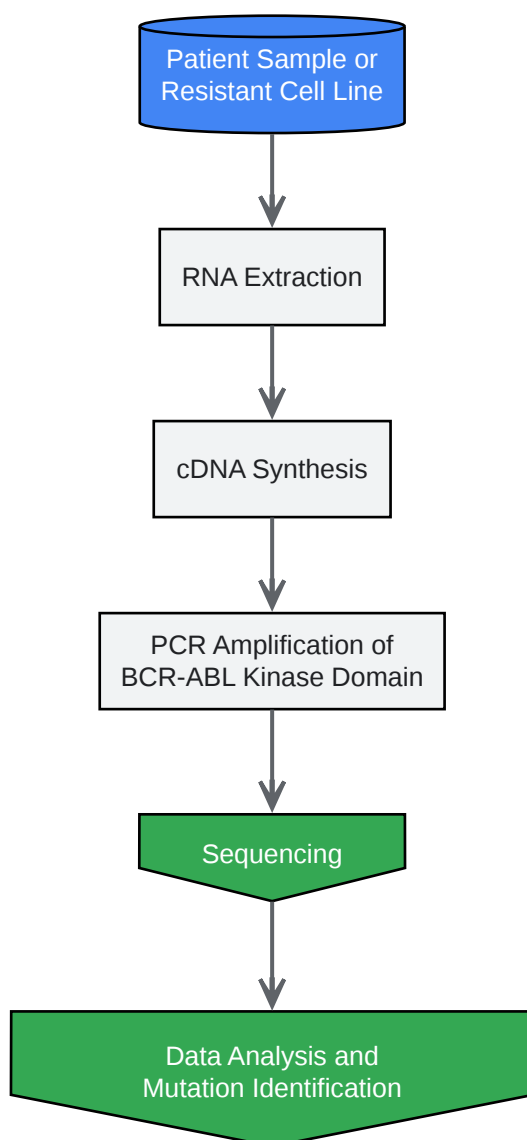 Patient Sample or
Resistant Cell Line
RNA Extraction
cDNA Synthesis
PCR Amplification of
BCR-ABL Kinase Domain
Sequencing
Data Analysis and
Mutation Identification